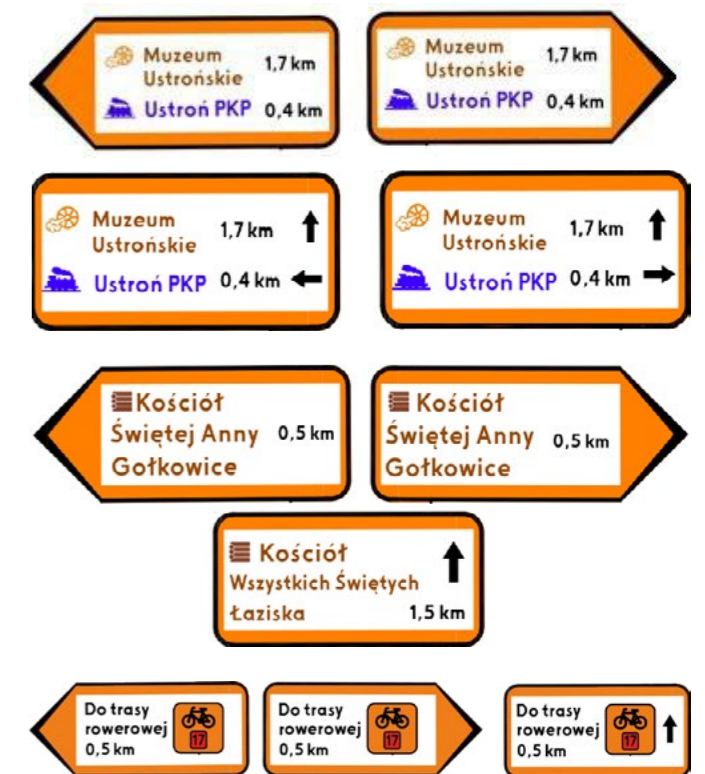 Muzeum
Ustrońskie 1,7 km
Ustroń PKP 0,4 km
Muzeum
Ustrońskie 1,7 km
Ustroń PKP 0,4 km
Muzeum
Ustrońskie 1,7 km
Ustroń PKP 0,4 km
Muzeum
Ustrońskie 1,7 km
Ustroń PKP 0,4 km
Kościół
Świętej Anny 0,5 km
Gołkowice
Kościół
Świętej Anny 0,5 km
Gołkowice
Kościół
Wszystkich Świętych
Łaziska 1,5 km
Do trasy
rowerowej
0,5 km
17
Do trasy
rowerowej
0,5 km
17
Do trasy
rowerowej
0,5 km
17